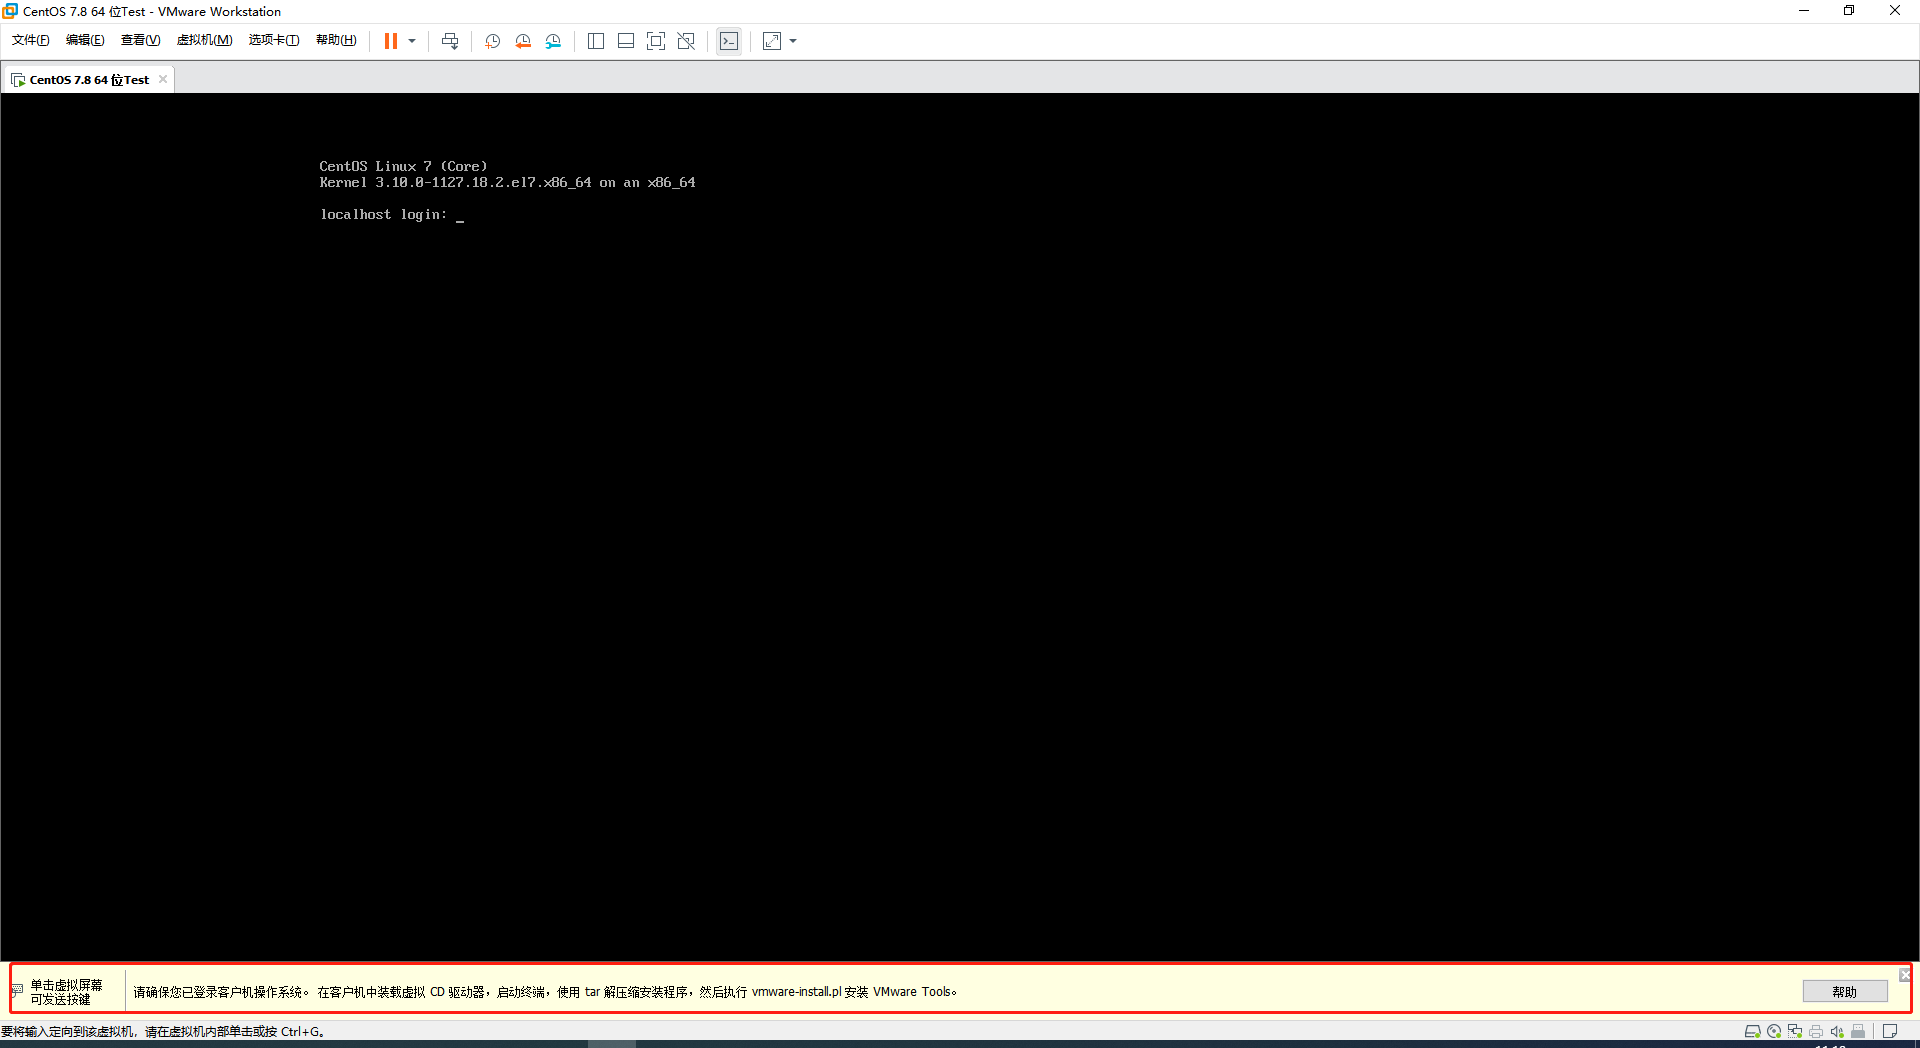 CentOS 7.8 64 位Test - VMware Workstation
文件(F) 编辑(E) 查看(V) 虚拟机(M) 选项卡(T) 帮助(H)
CentOS 7.8 64 位Test
CentOS Linux 7 (Core)
Kernel 3.10.0-1127.18.2.el7.x86_64 on an x86_64
localhost login: _
单击虚拟屏幕
可发送按键
请确保您已登录客户机操作系统。在客户机中装载虚拟 CD 驱动器，启动终端，使用 tar 解压缩安装程序，然后执行 vmware-install.pl 安装 VMware Tools。
帮助
要将输入定向到该虚拟机，请在虚拟机内部单击或按 Ctrl+G。